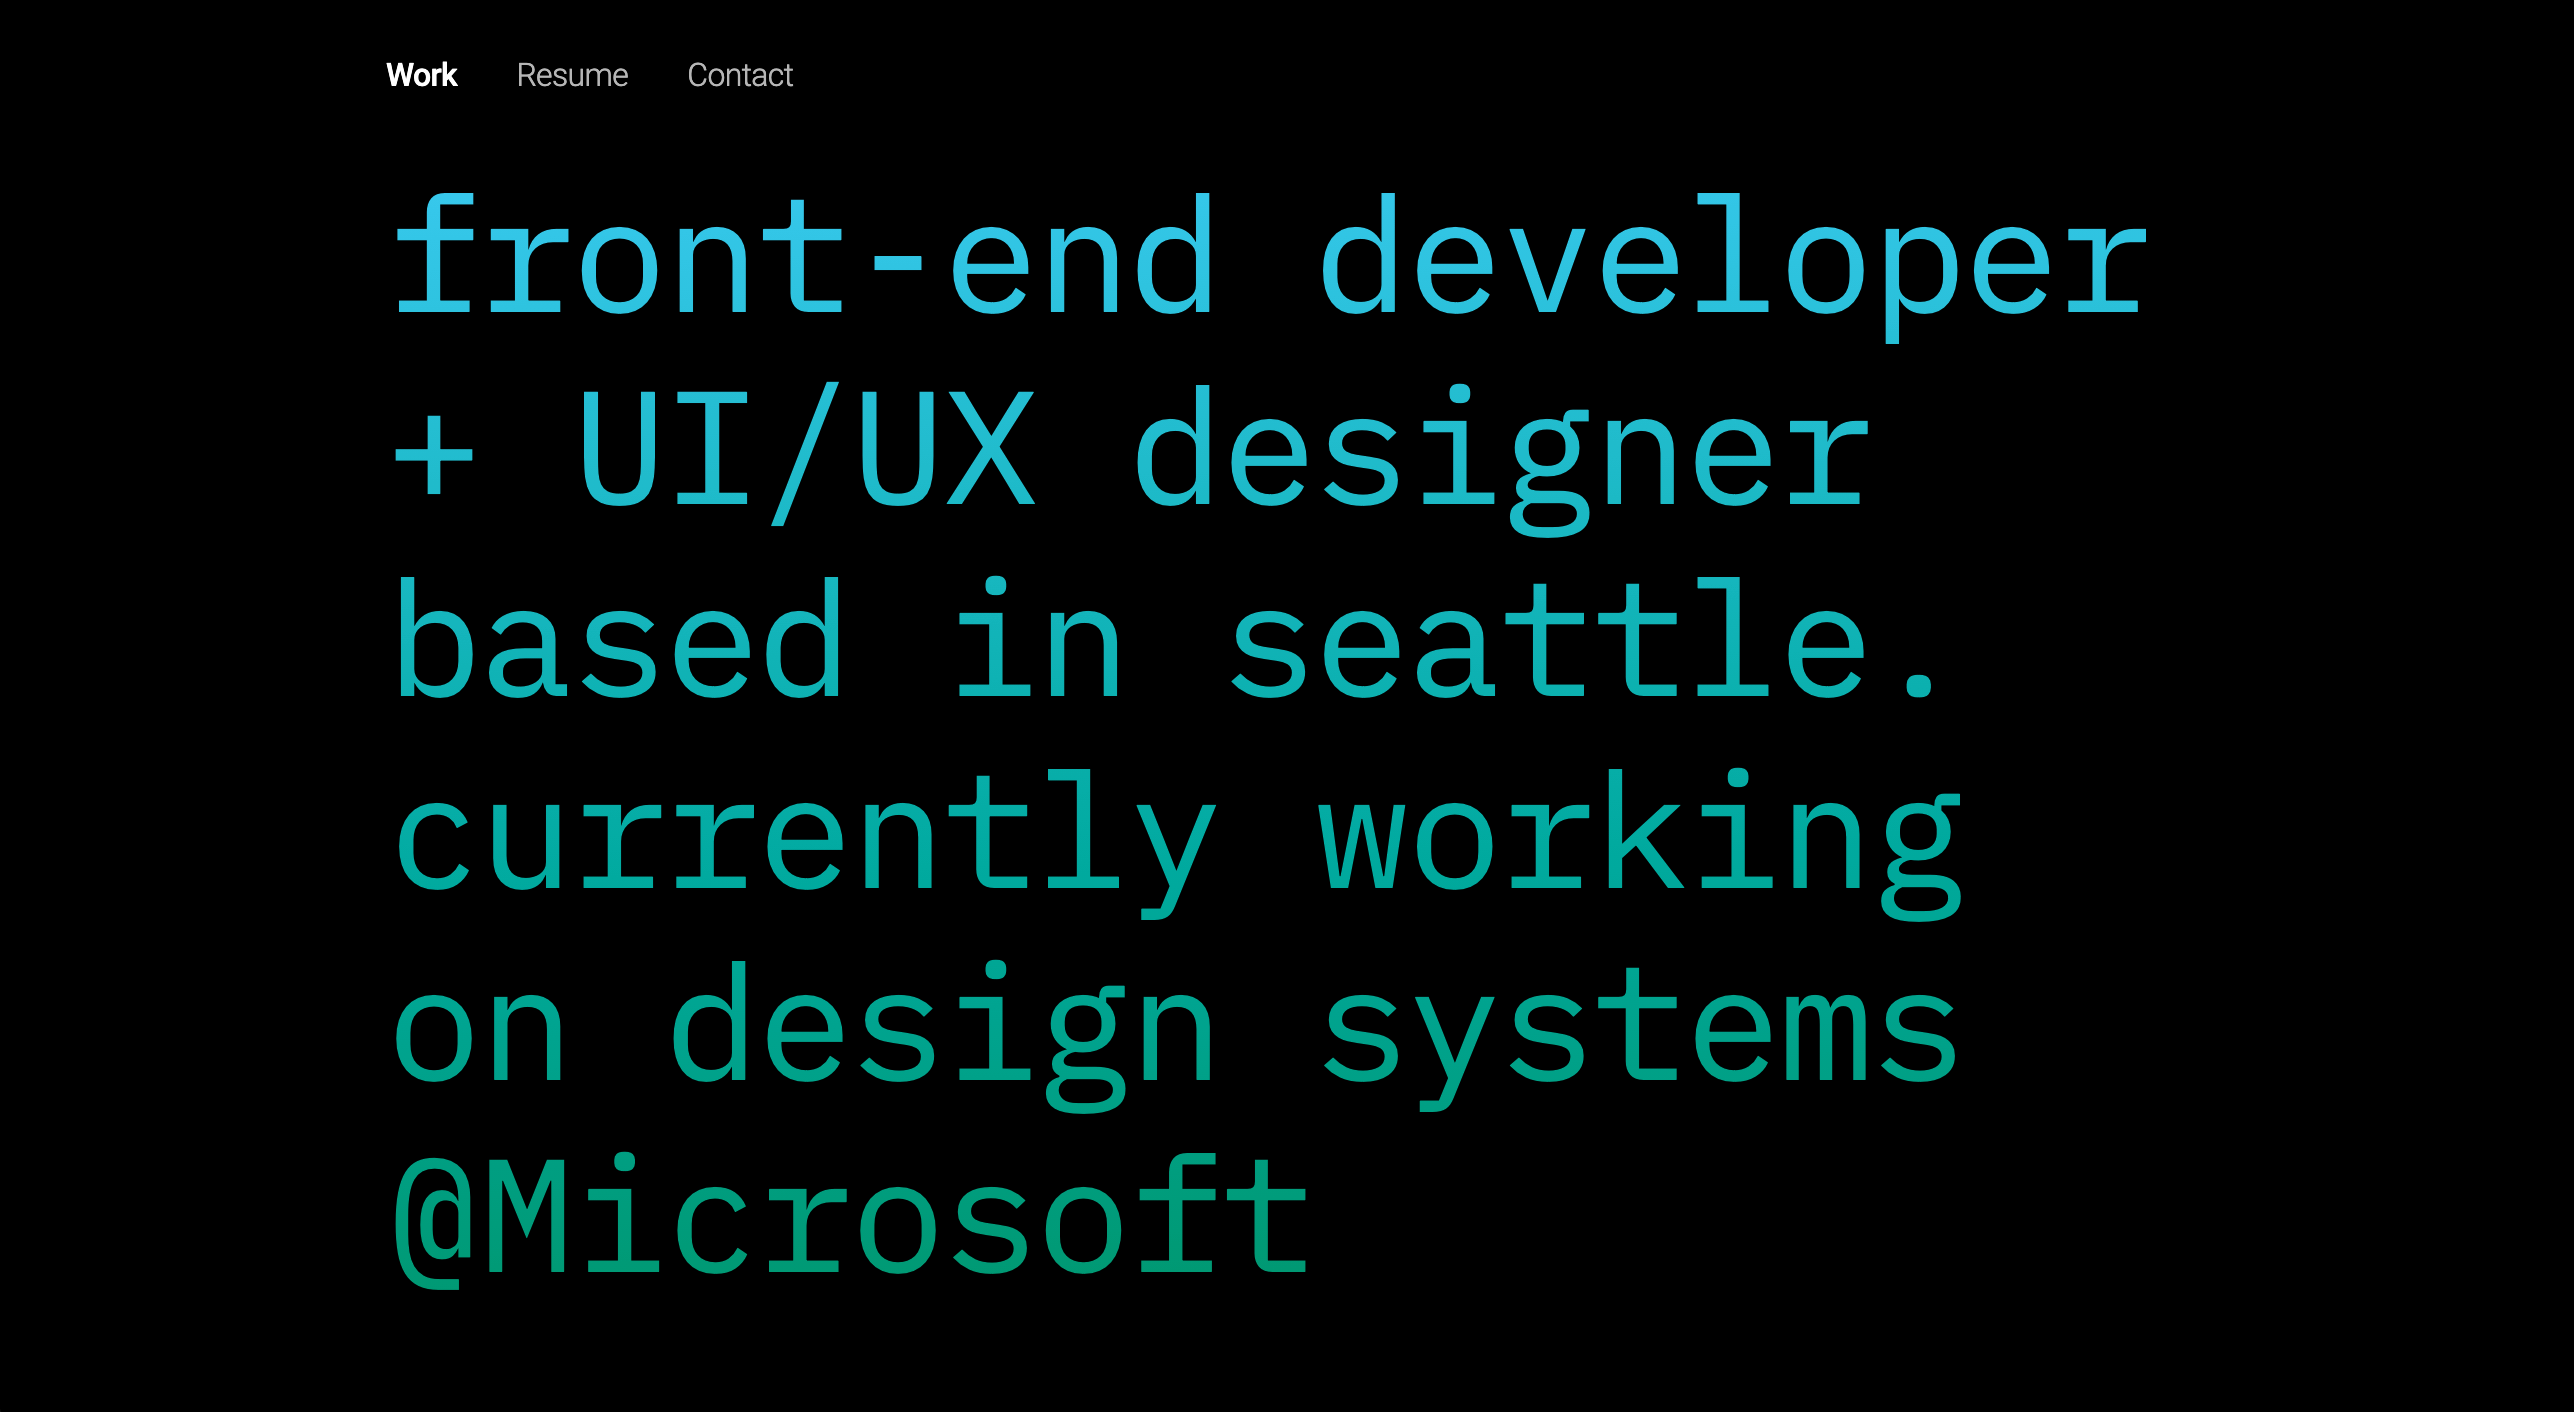 Work Resume Contact
front-end developer
+ UI/UX designer
based in seattle.
currently working
on design systems
@Microsoft